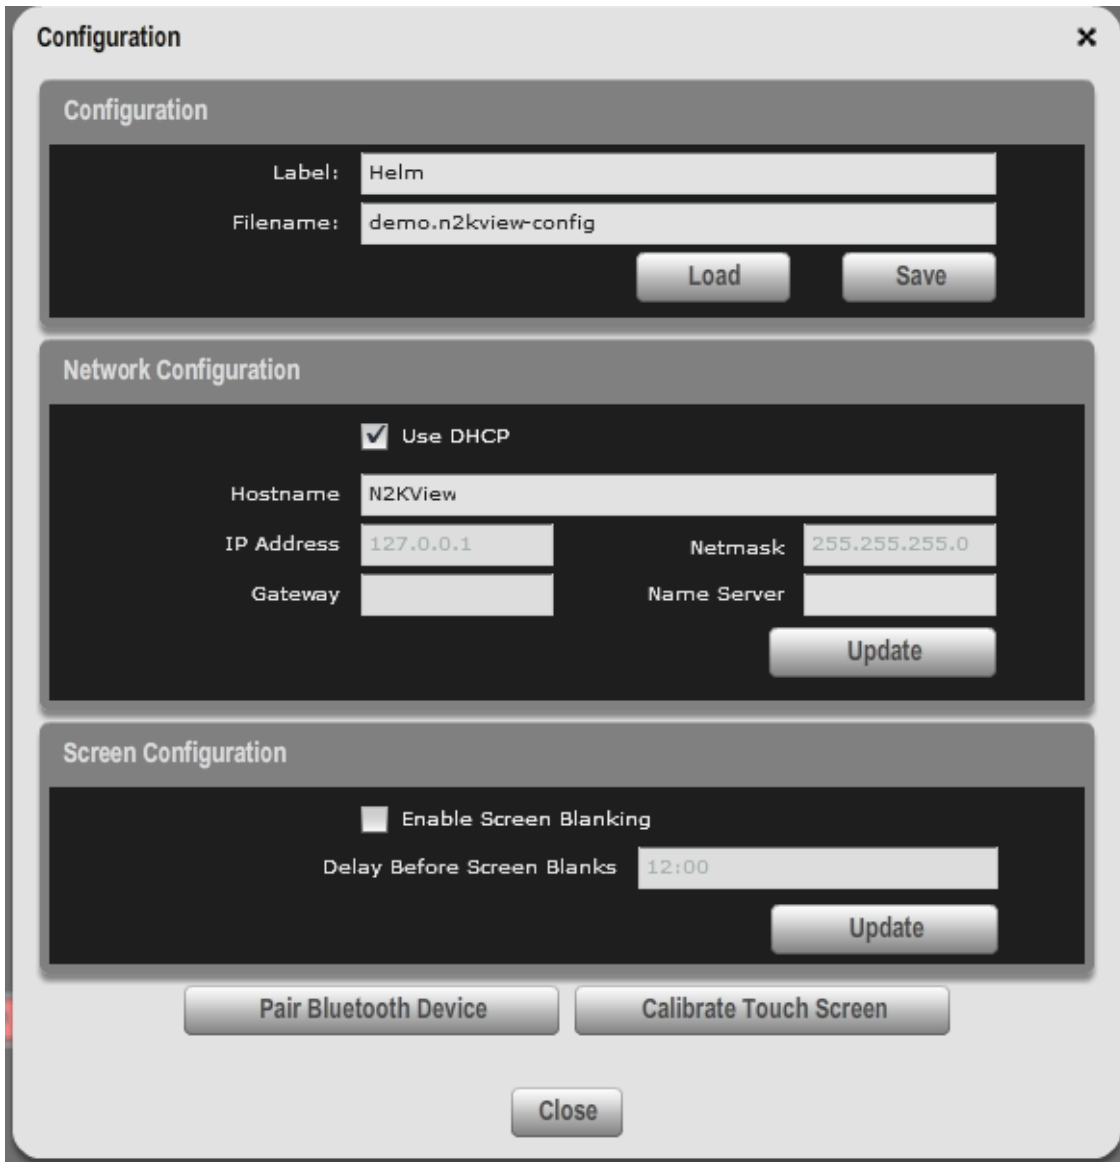 Configuration
Configuration
Label: Helm
Filename: demo.n2kview-config
Load Save
Network Configuration
Use DHCP
Hostname N2KView
IP Address 127.0.0.1 Netmask 255.255.255.0
Gateway Name Server
Update
Screen Configuration
Enable Screen Blanking
Delay Before Screen Blanks 12:00
Update
Pair Bluetooth Device Calibrate Touch Screen
Close